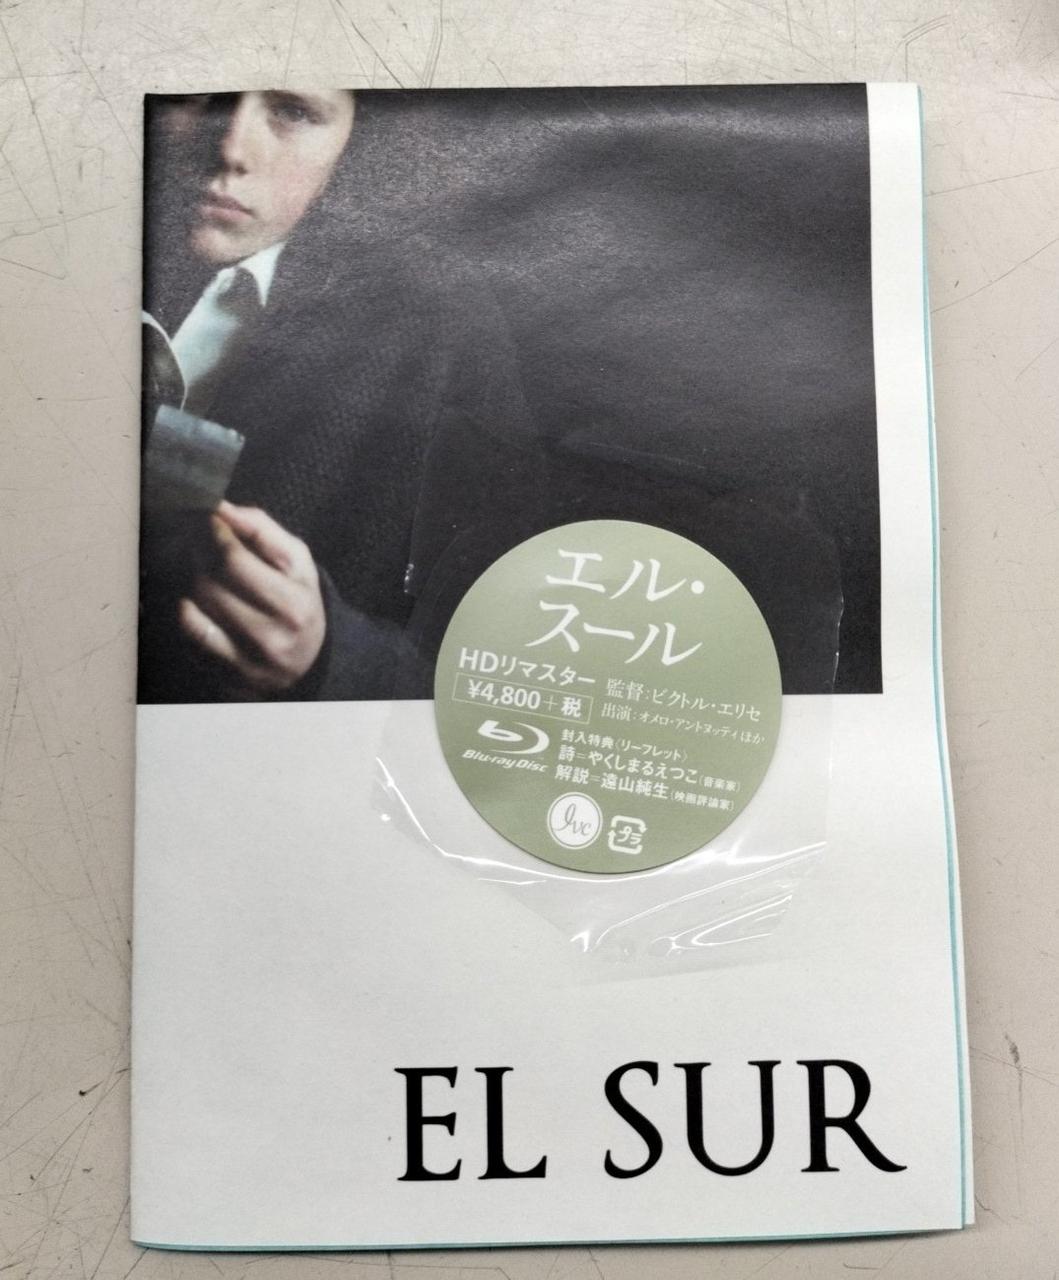 エル・
スール
HDリマスター
¥4,800+税
監督:ビクトル・エリセ
出演:オメロ・アントヌッティ ほか
Blu-ray Disc
封入特典〈リーフレット〉
詩=やくしまるえつこ(音楽家)
解説=遠山純生(映画評論家)
ivc
プラ
EL SUR